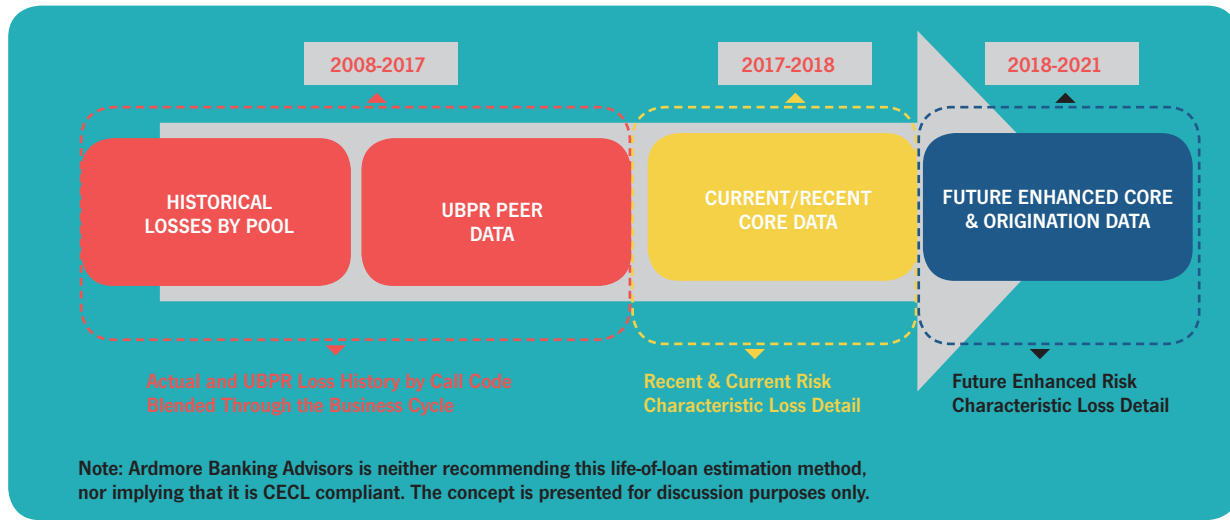 2008-2017
2017-2018
2018-2021
HISTORICAL
LOSSES BY POOL
UBPR PEER
DATA
CURRENT/RECENT
CORE DATA
FUTURE ENHANCED CORE
& ORIGINATION DATA
Actual and UBPR Loss History by Call Code
Blended Through the Business Cycle
Recent & Current Risk
Characteristic Loss Detail
Future Enhanced Risk
Characteristic Loss Detail
Note: Ardmore Banking Advisors is neither recommending this life-of-loan estimation method,
nor implying that it is CECL compliant. The concept is presented for discussion purposes only.